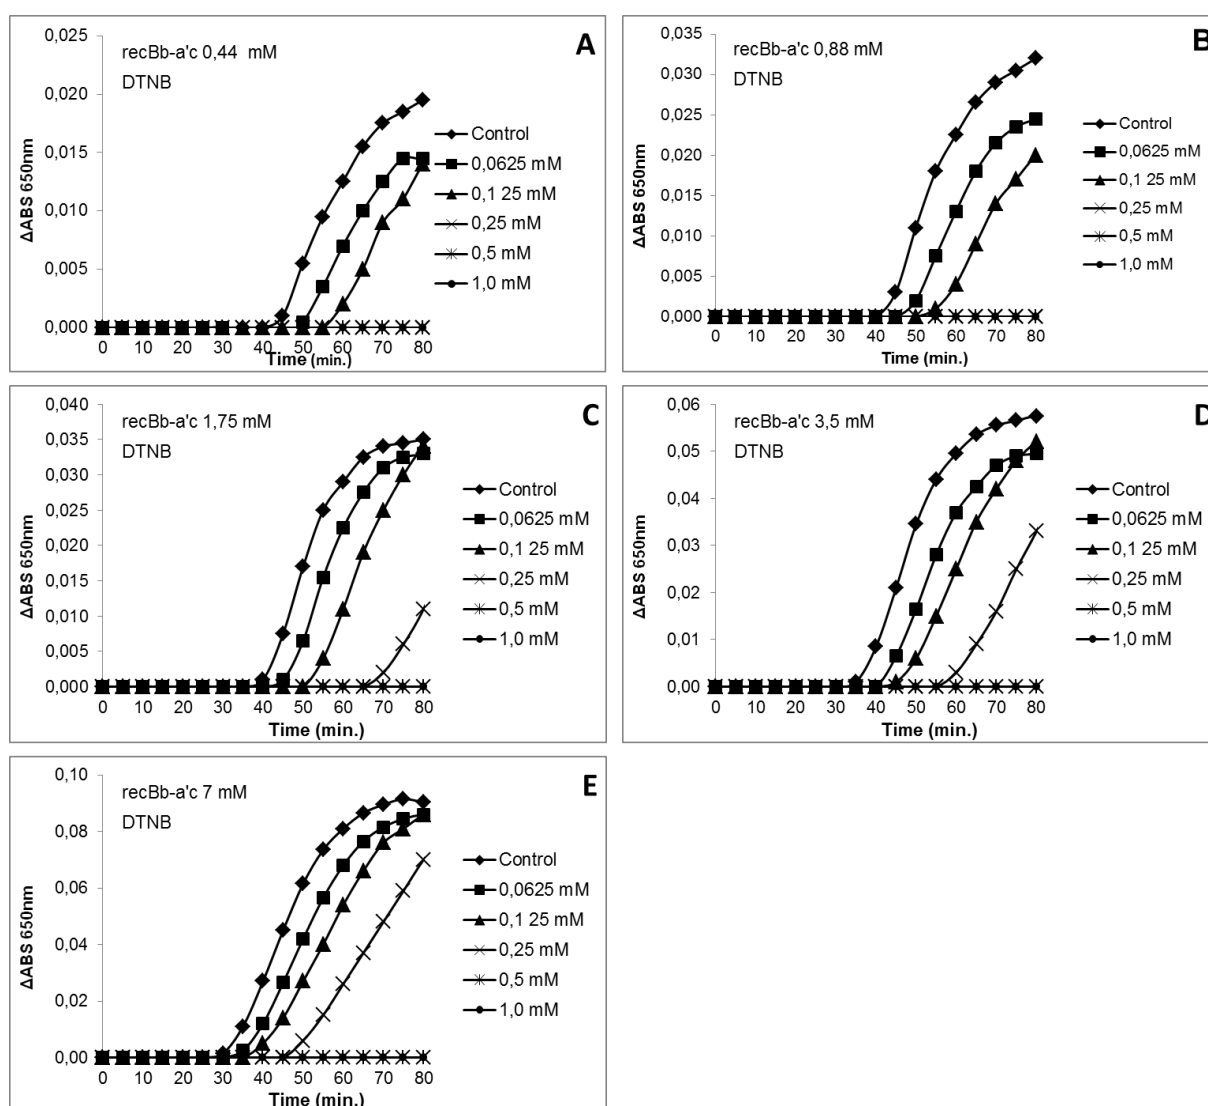 A
recBb-a'c 0,44 mM
DTNB
ΔABS 650nm
0,025
0,020
0,015
0,010
0,005
0,000
0 10 20 30 40 50 60 70 80
Time (min.)
Control
0,0625 mM
0,1 25 mM
0,25 mM
0,5 mM
1,0 mM
B
recBb-a'c 0,88 mM
DTNB
ΔABS 650nm
0,035
0,030
0,025
0,020
0,015
0,010
0,005
0,000
0 10 20 30 40 50 60 70 80
Time (min.)
Control
0,0625 mM
0,1 25 mM
0,25 mM
0,5 mM
1,0 mM
C
recBb-a'c 1,75 mM
DTNB
ΔABS 650nm
0,040
0,035
0,030
0,025
0,020
0,015
0,010
0,005
0,000
0 10 20 30 40 50 60 70 80
Time (min.)
Control
0,0625 mM
0,1 25 mM
0,25 mM
0,5 mM
1,0 mM
D
recBb-a'c 3,5 mM
DTNB
ΔABS 650nm
0,06
0,05
0,04
0,03
0,02
0,01
0,00
0 10 20 30 40 50 60 70 80
Time (min.)
Control
0,0625 mM
0,1 25 mM
0,25 mM
0,5 mM
1,0 mM
E
recBb-a'c 7 mM
DTNB
ΔABS 650nm
0,10
0,08
0,06
0,04
0,02
0,00
0 10 20 30 40 50 60 70 80
Time (min.)
Control
0,0625 mM
0,1 25 mM
0,25 mM
0,5 mM
1,0 mM